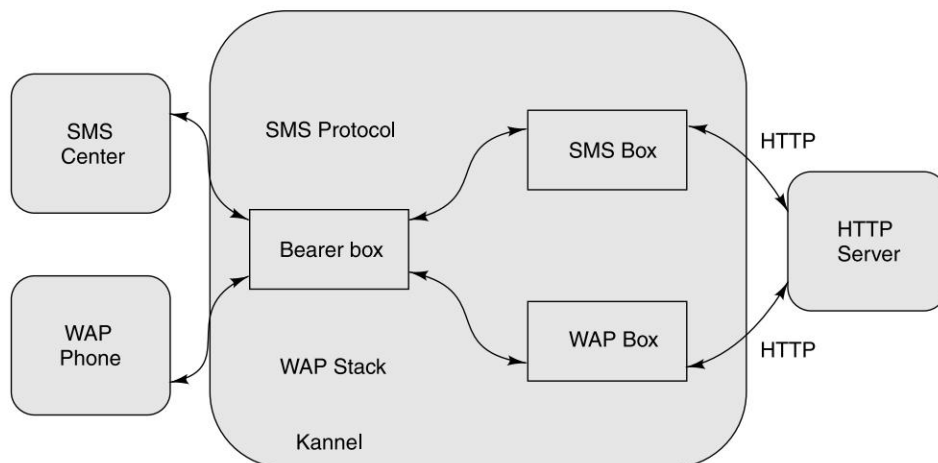 SMS
Center
SMS Protocol
SMS Box
HTTP
Bearer box
HTTP
Server
WAP
Phone
WAP Stack
WAP Box
HTTP
Kannel